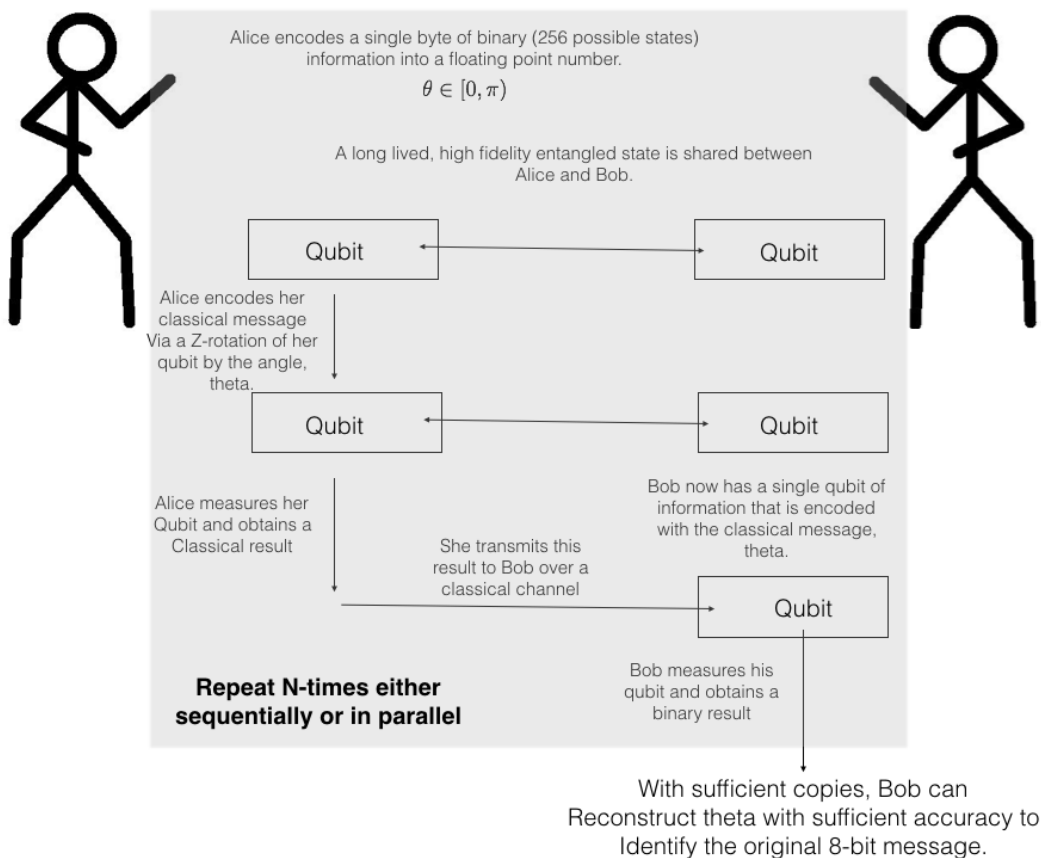 Alice encodes a single byte of binary (256 possible states)
information into a floating point number.
θ ∈ [0, π)
A long lived, high fidelity entangled state is shared between
Alice and Bob.
Qubit
Qubit
Alice encodes her
classical message
Via a Z-rotation of her
qubit by the angle,
theta.
Qubit
Qubit
Alice measures her
Qubit and obtains a
Classical result
Bob now has a single qubit of
information that is encoded
with the classical message,
theta.
She transmits this
result to Bob over a
classical channel
Qubit
Repeat N-times either
sequentially or in parallel
Bob measures his
qubit and obtains a
binary result
With sufficient copies, Bob can
Reconstruct theta with sufficient accuracy to
Identify the original 8-bit message.